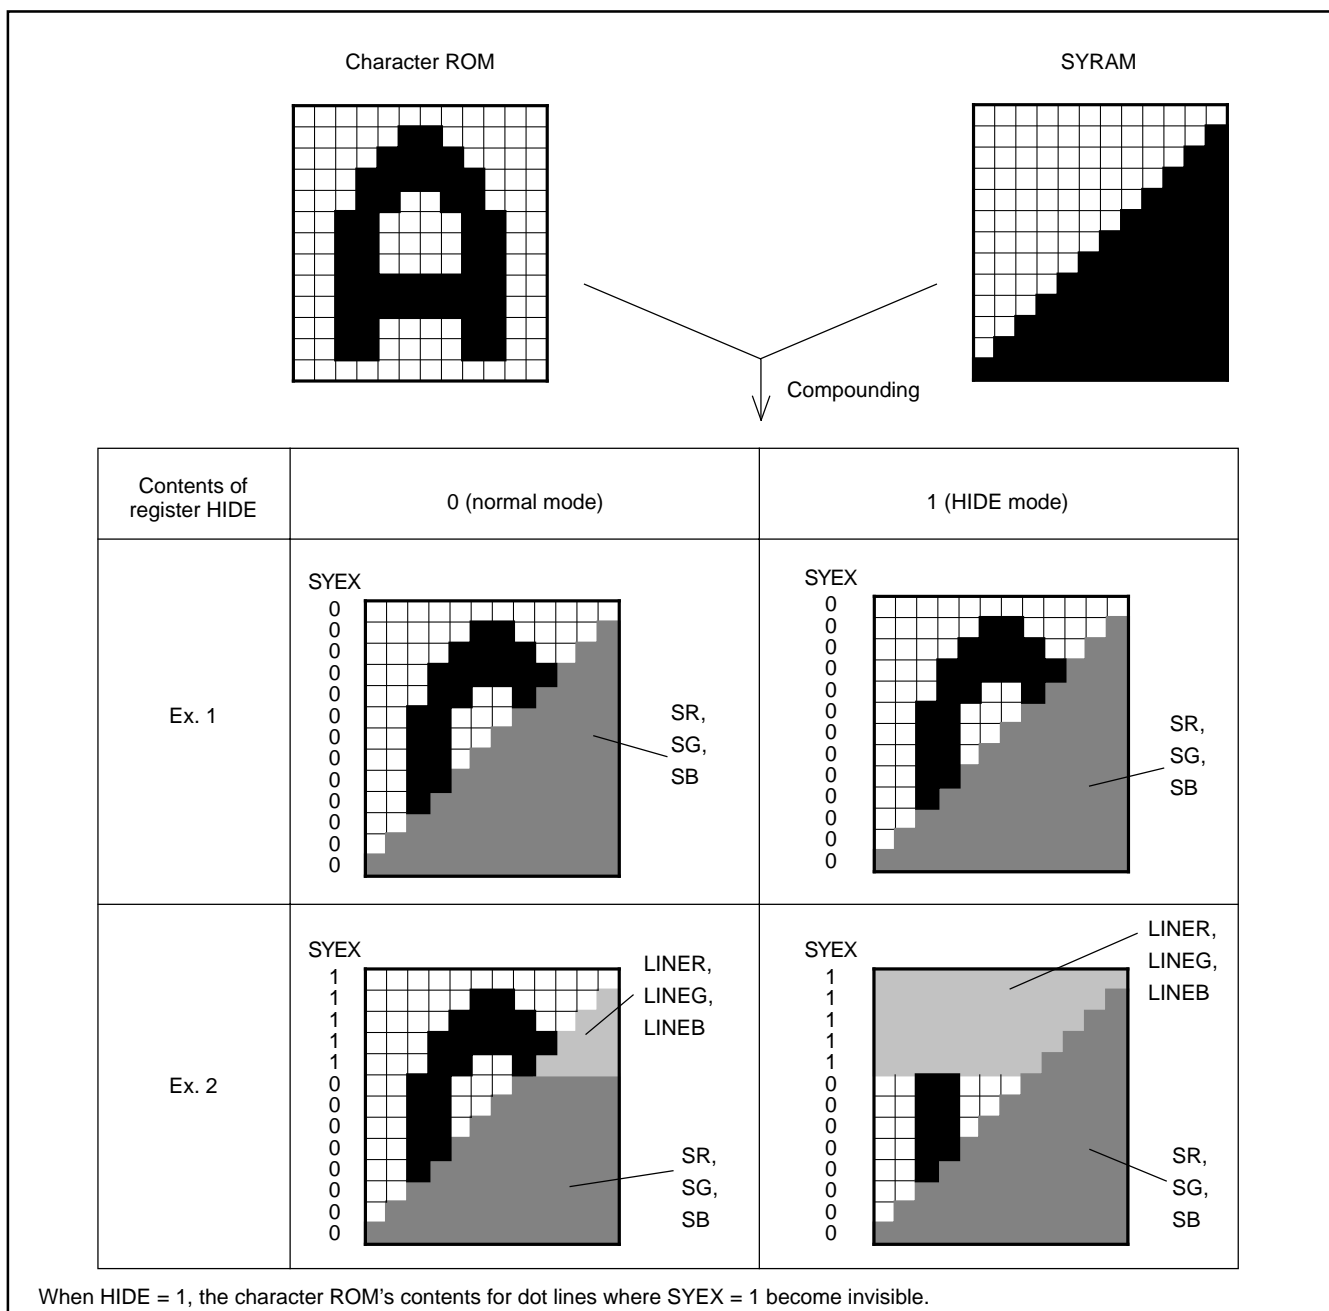 Character ROM
SYRAM
Compounding
Contents of
register HIDE
0 (normal mode)
1 (HIDE mode)
Ex. 1
SYEX
0
0
0
0
0
0
0
0
0
0
0
0
0
SR,
SG,
SB
SYEX
0
0
0
0
0
0
0
0
0
0
0
0
0
SR,
SG,
SB
Ex. 2
SYEX
1
1
1
1
1
0
0
0
0
0
0
0
0
LINER,
LINEG,
LINEB
SR,
SG,
SB
SYEX
1
1
1
1
1
0
0
0
0
0
0
0
0
LINER,
LINEG,
LINEB
SR,
SG,
SB
When HIDE = 1, the character ROM’s contents for dot lines where SYEX = 1 become invisible.